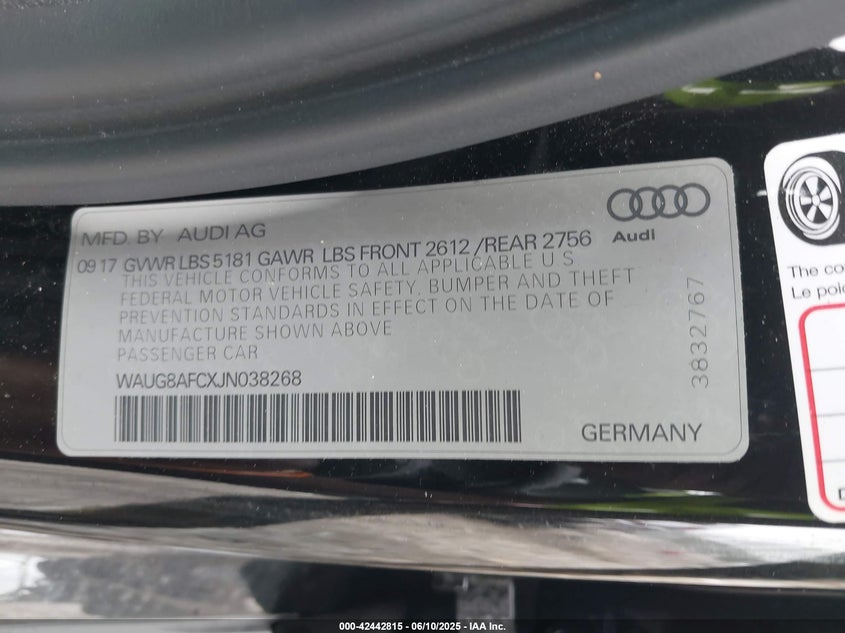 MFD. BY AUDI AG
Audi
09 17 GVWR LBS 5181 GAWR LBS FRONT 2612 / REAR 2756
THIS VEHICLE CONFORMS TO ALL APPLICABLE U S
FEDERAL MOTOR VEHICLE SAFETY, BUMPER AND THEFT
PREVENTION STANDARDS IN EFFECT ON THE DATE OF
MANUFACTURE SHOWN ABOVE
PASSENGER CAR
WAUG8AFCXJN038268
GERMANY
3832767
The co
Le poid
000-42442815 - 06/10/2025 - IAA Inc.